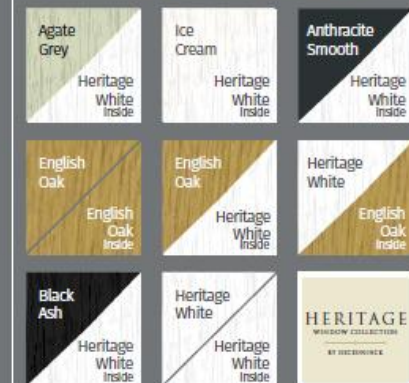 Agate
Grey
Heritage
White
Inside
Ice
Cream
Heritage
White
Inside
Anthracite
Smooth
Heritage
White
Inside
English
Oak
English
Oak
Inside
English
Oak
Heritage
White
Inside
Heritage
White
English
Oak
Inside
Black
Ash
Heritage
White
Inside
Heritage
White
Heritage
White
Inside
HERITAGE
WINDOW COLLECTION
BY DECEUNINCK